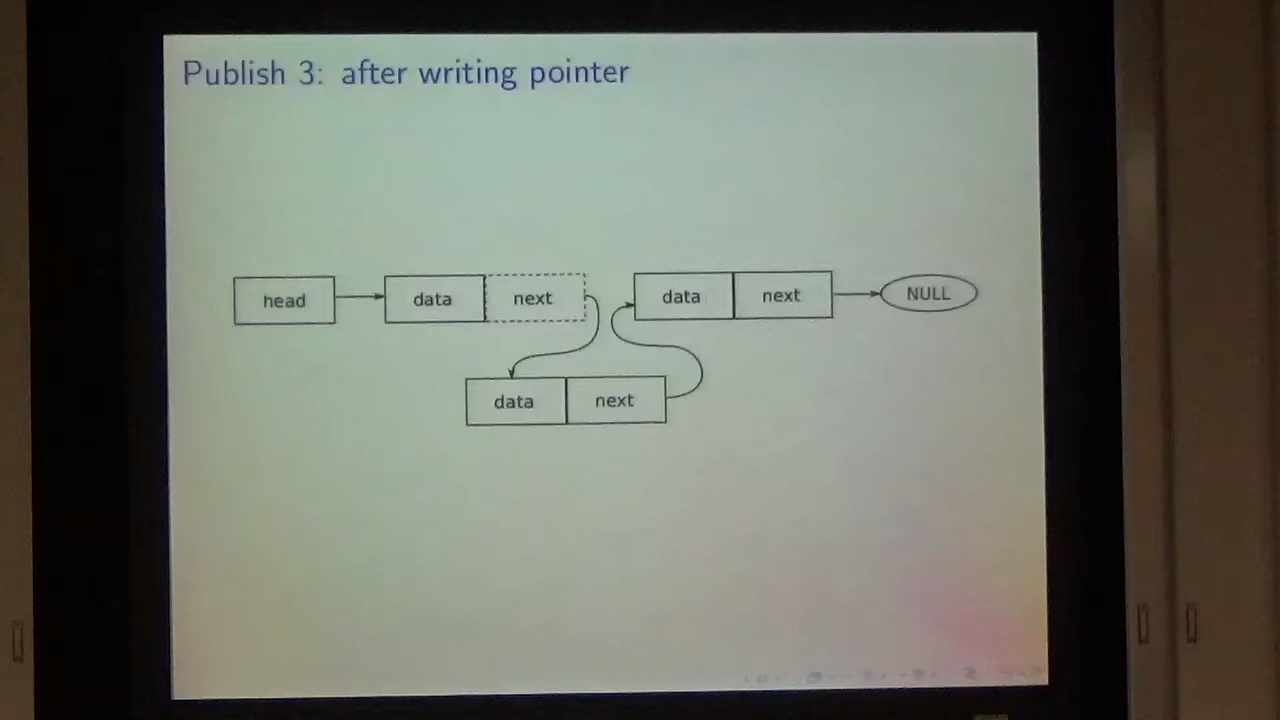 Publish 3: after writing pointer
head
data
next
data
next
NULL
data
next